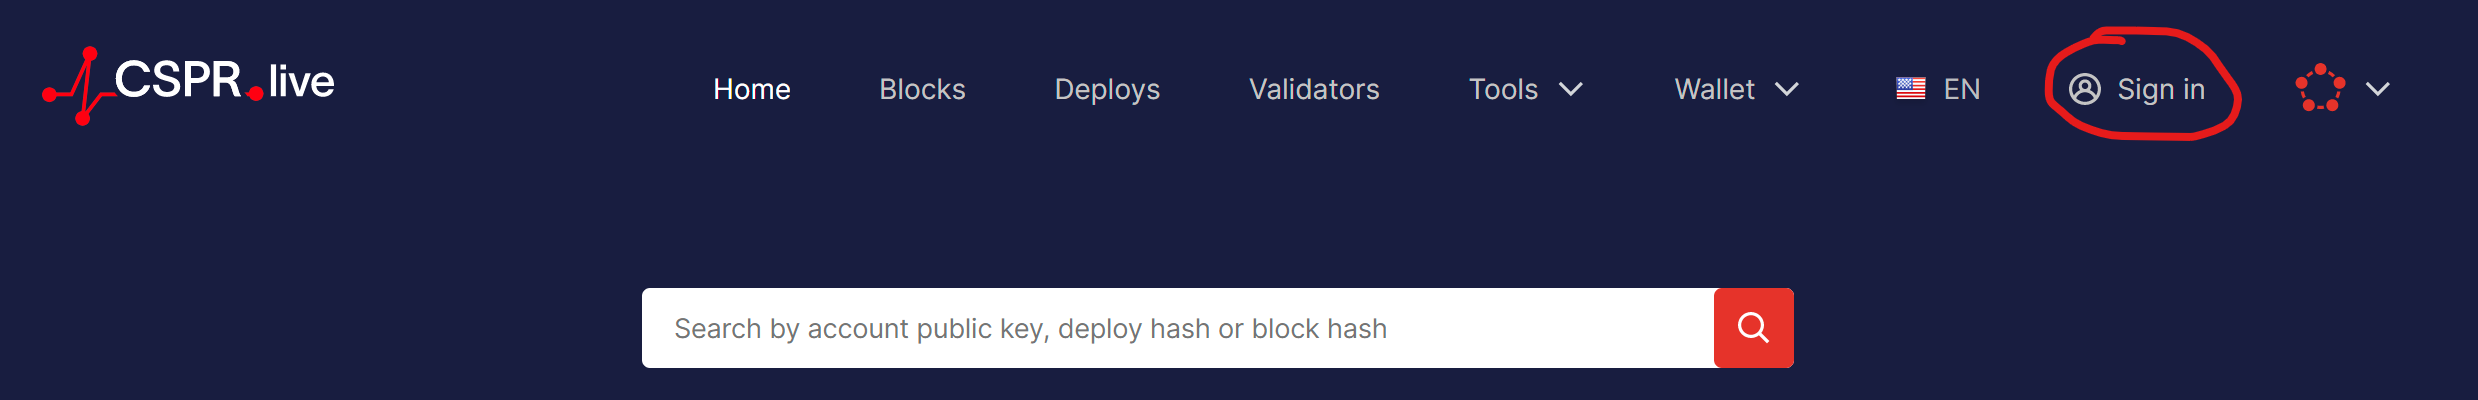 CSPR.live Home Blocks Deploys Validators Tools Wallet EN Sign in
Search by account public key, deploy hash or block hash